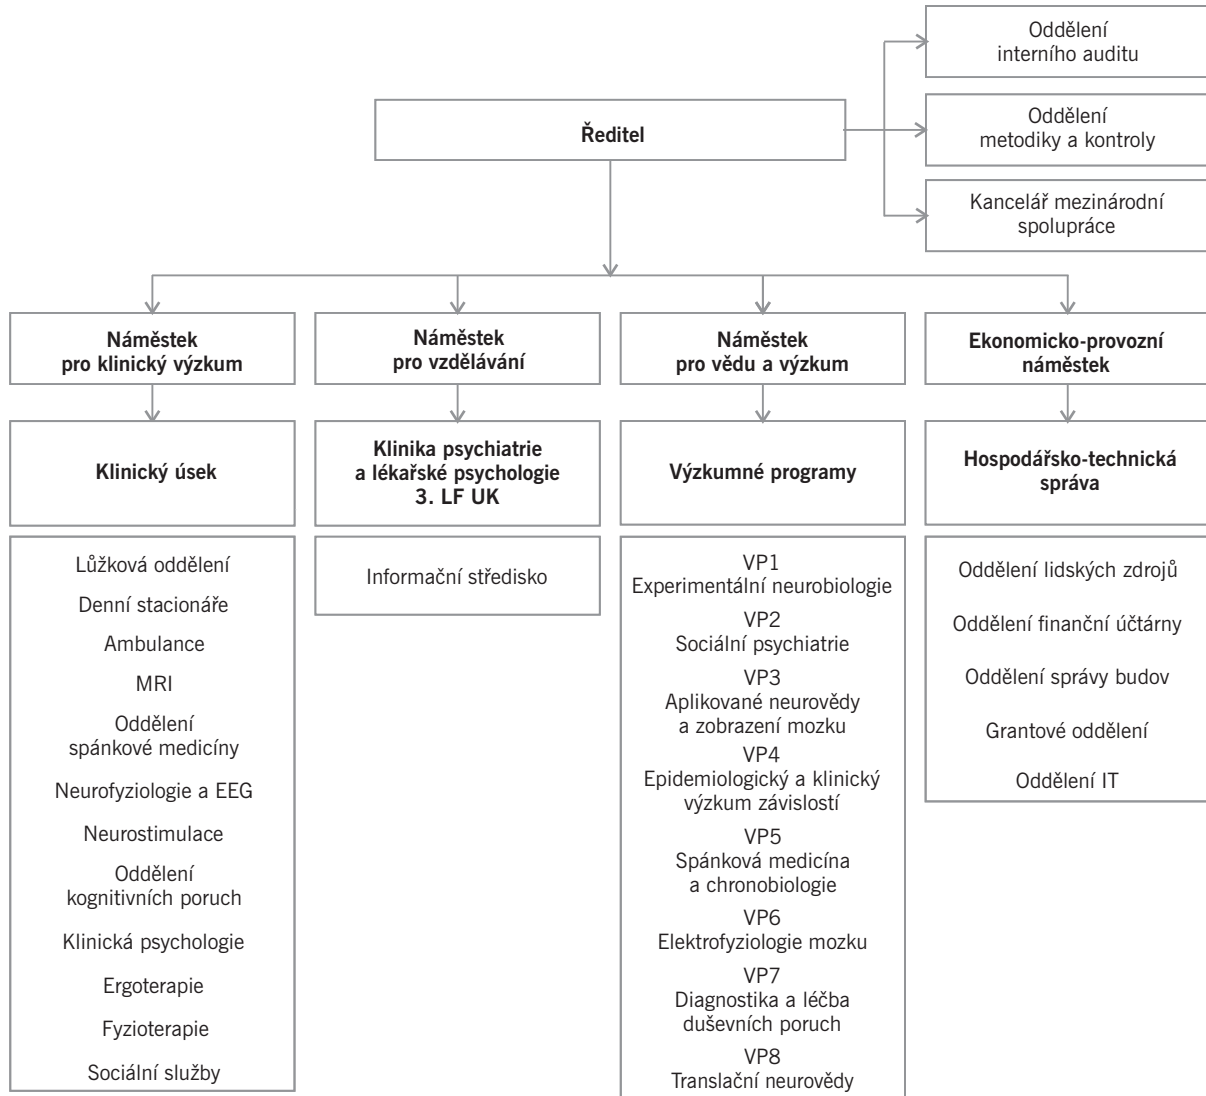 Oddělení
interního auditu
Ředitel
Oddělení
metodiky a kontroly
Kancelář mezinárodní
spolupráce
Náměstek
pro klinický výzkum
Náměstek
pro vzdělávání
Náměstek
pro vědu a výzkum
Ekonomicko-provozní
náměstek
Klinický úsek
Klinika psychiatrie
a lékařské psychologie
3. LF UK
Výzkumné programy
Hospodářsko-technická
správa
Lůžková oddělení
Denní stacionáře
Ambulance
MRI
Oddělení
spánkové medicíny
Neurofyziologie a EEG
Neurostimulace
Oddělení
kognitivních poruch
Klinická psychologie
Ergoterapie
Fyzioterapie
Sociální služby
Informační středisko
VP1
Experimentální neurobiologie
VP2
Sociální psychiatrie
VP3
Aplikované neurovědy
a zobrazení mozku
VP4
Epidemiologický a klinický
výzkum závislostí
VP5
Spánková medicína
a chronobiologie
VP6
Elektrofyziologie mozku
VP7
Diagnostika a léčba
duševních poruch
VP8
Translační neurovědy
Oddělení lidských zdrojů
Oddělení finanční účtárny
Oddělení správy budov
Grantové oddělení
Oddělení IT